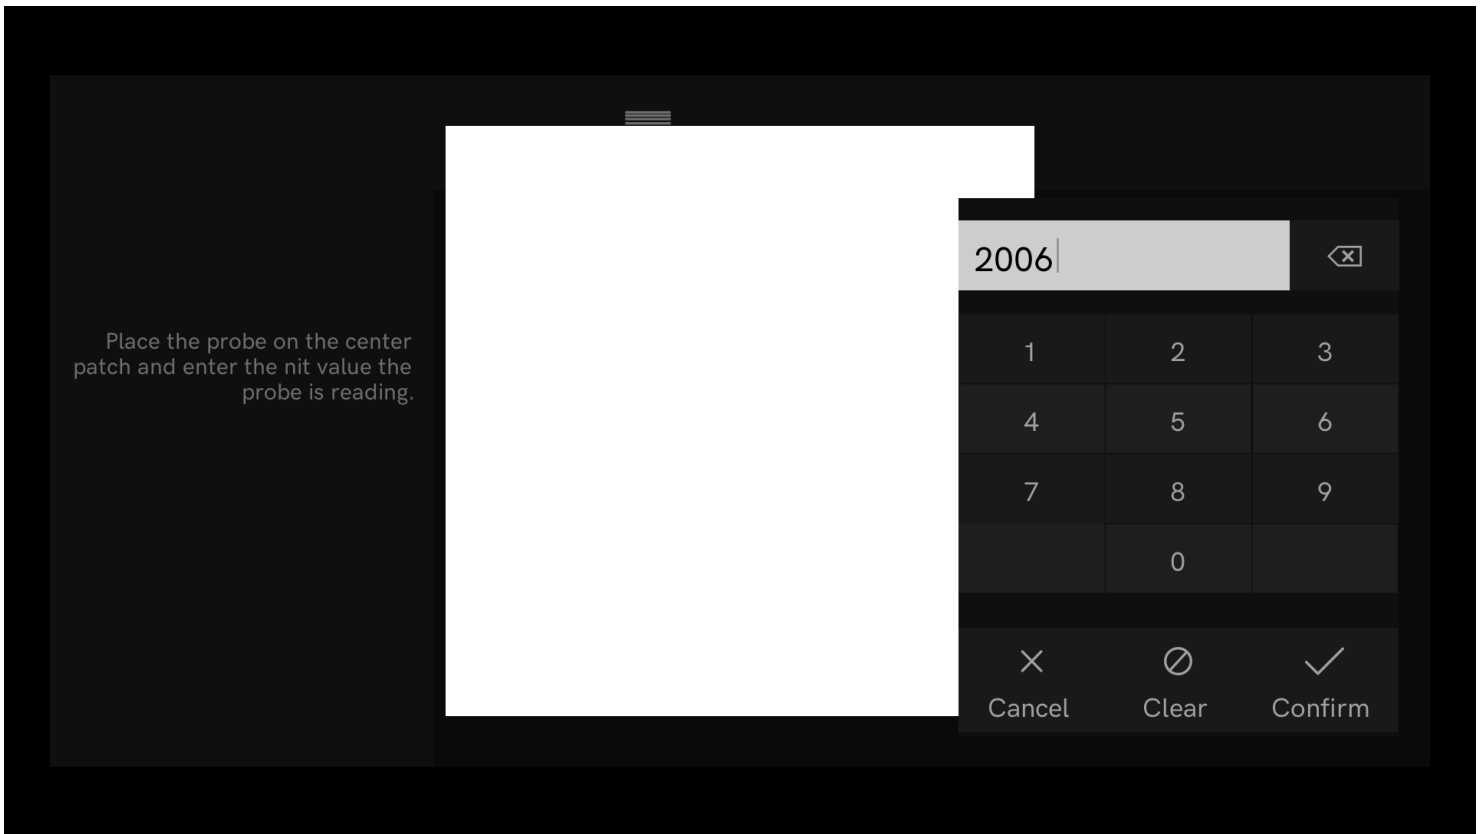 Place the probe on the center
patch and enter the nit value the
probe is reading.
2006
1 2 3
4 5 6
7 8 9
0
Cancel Clear Confirm